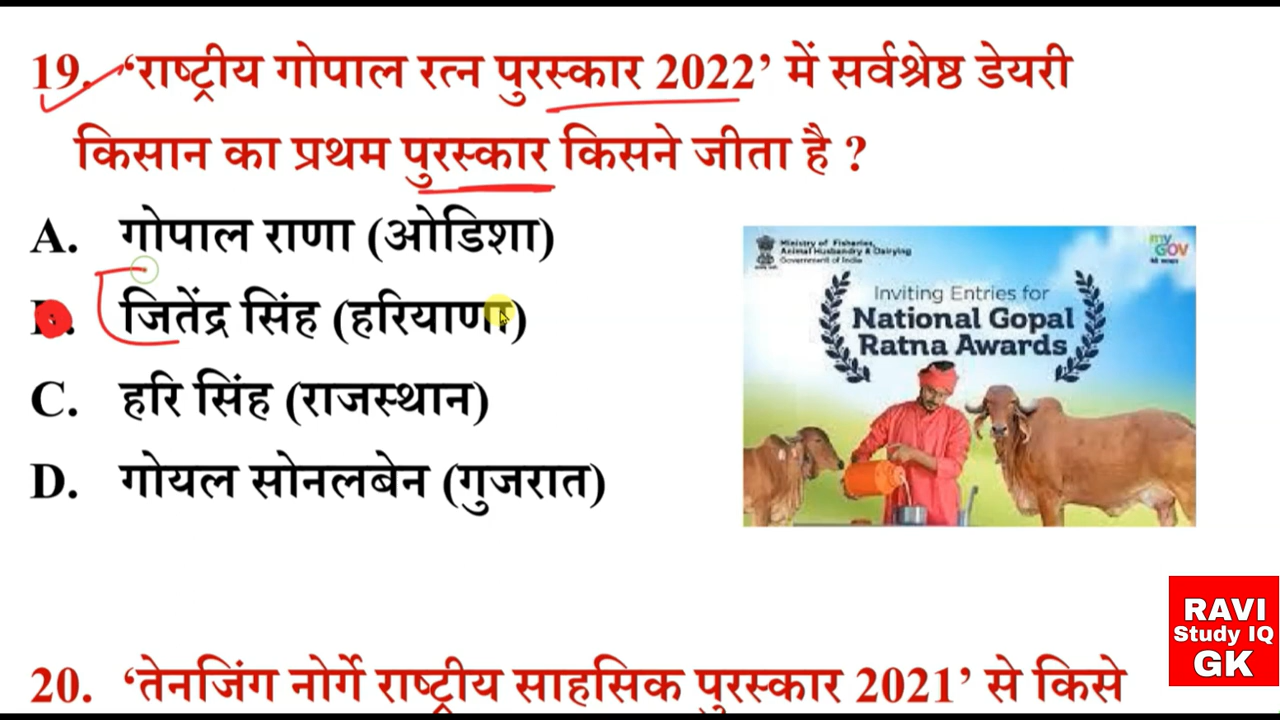 19. ‘राष्ट्रीय गोपाल रत्न पुरस्कार 2022’ में सर्वश्रेष्ठ डेयरी
किसान का प्रथम पुरस्कार किसने जीता है ?
A. गोपाल राणा (ओडिशा)
जितेंद्र सिंह (हरियाणा)
C. हरि सिंह (राजस्थान)
D. गोयल सोनलबेन (गुजरात)
Ministry of Fisheries,
Animal Husbandry & Dairying
Government of India
my
GOV
Inviting Entries for
National Gopal
Ratna Awards
RAVI
Study IQ
GK
20. ‘तेनजिंग नोर्गे राष्ट्रीय साहसिक पुरस्कार 2021’ से किसे